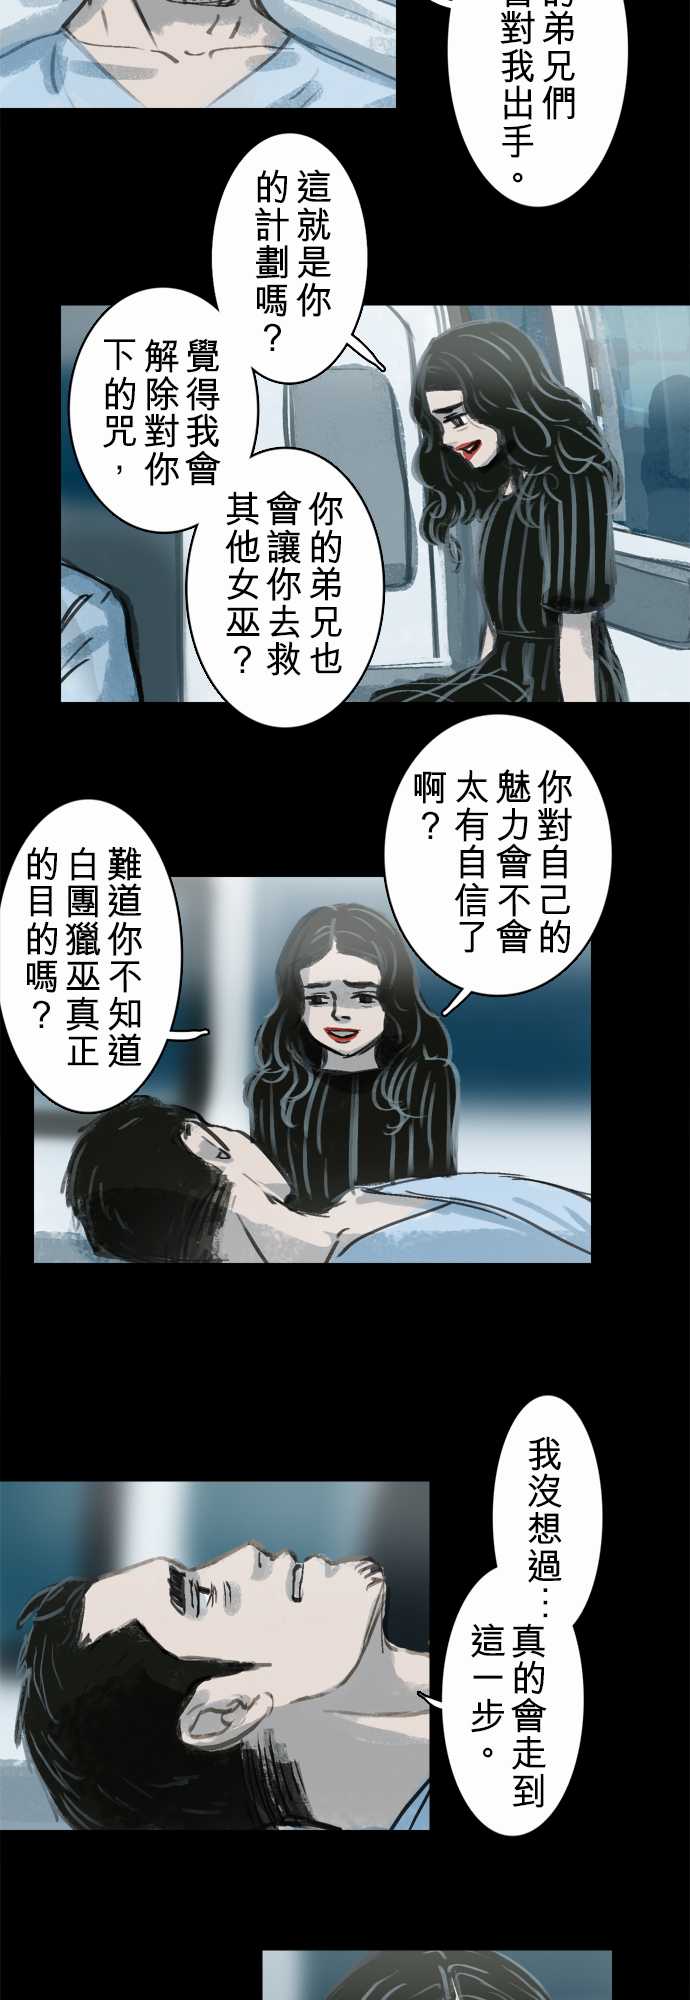 的弟兄們
會對我出手。
這就是你
的計劃嗎？
覺得我會
解除對你
下的咒，
你的弟兄也
會讓你去救
其他女巫？
你對自己的
魅力會不會
太有自信了
啊？
難道你不知道
白團獵巫真正
的目的嗎？
我沒想過…
真的會走到
這一步。